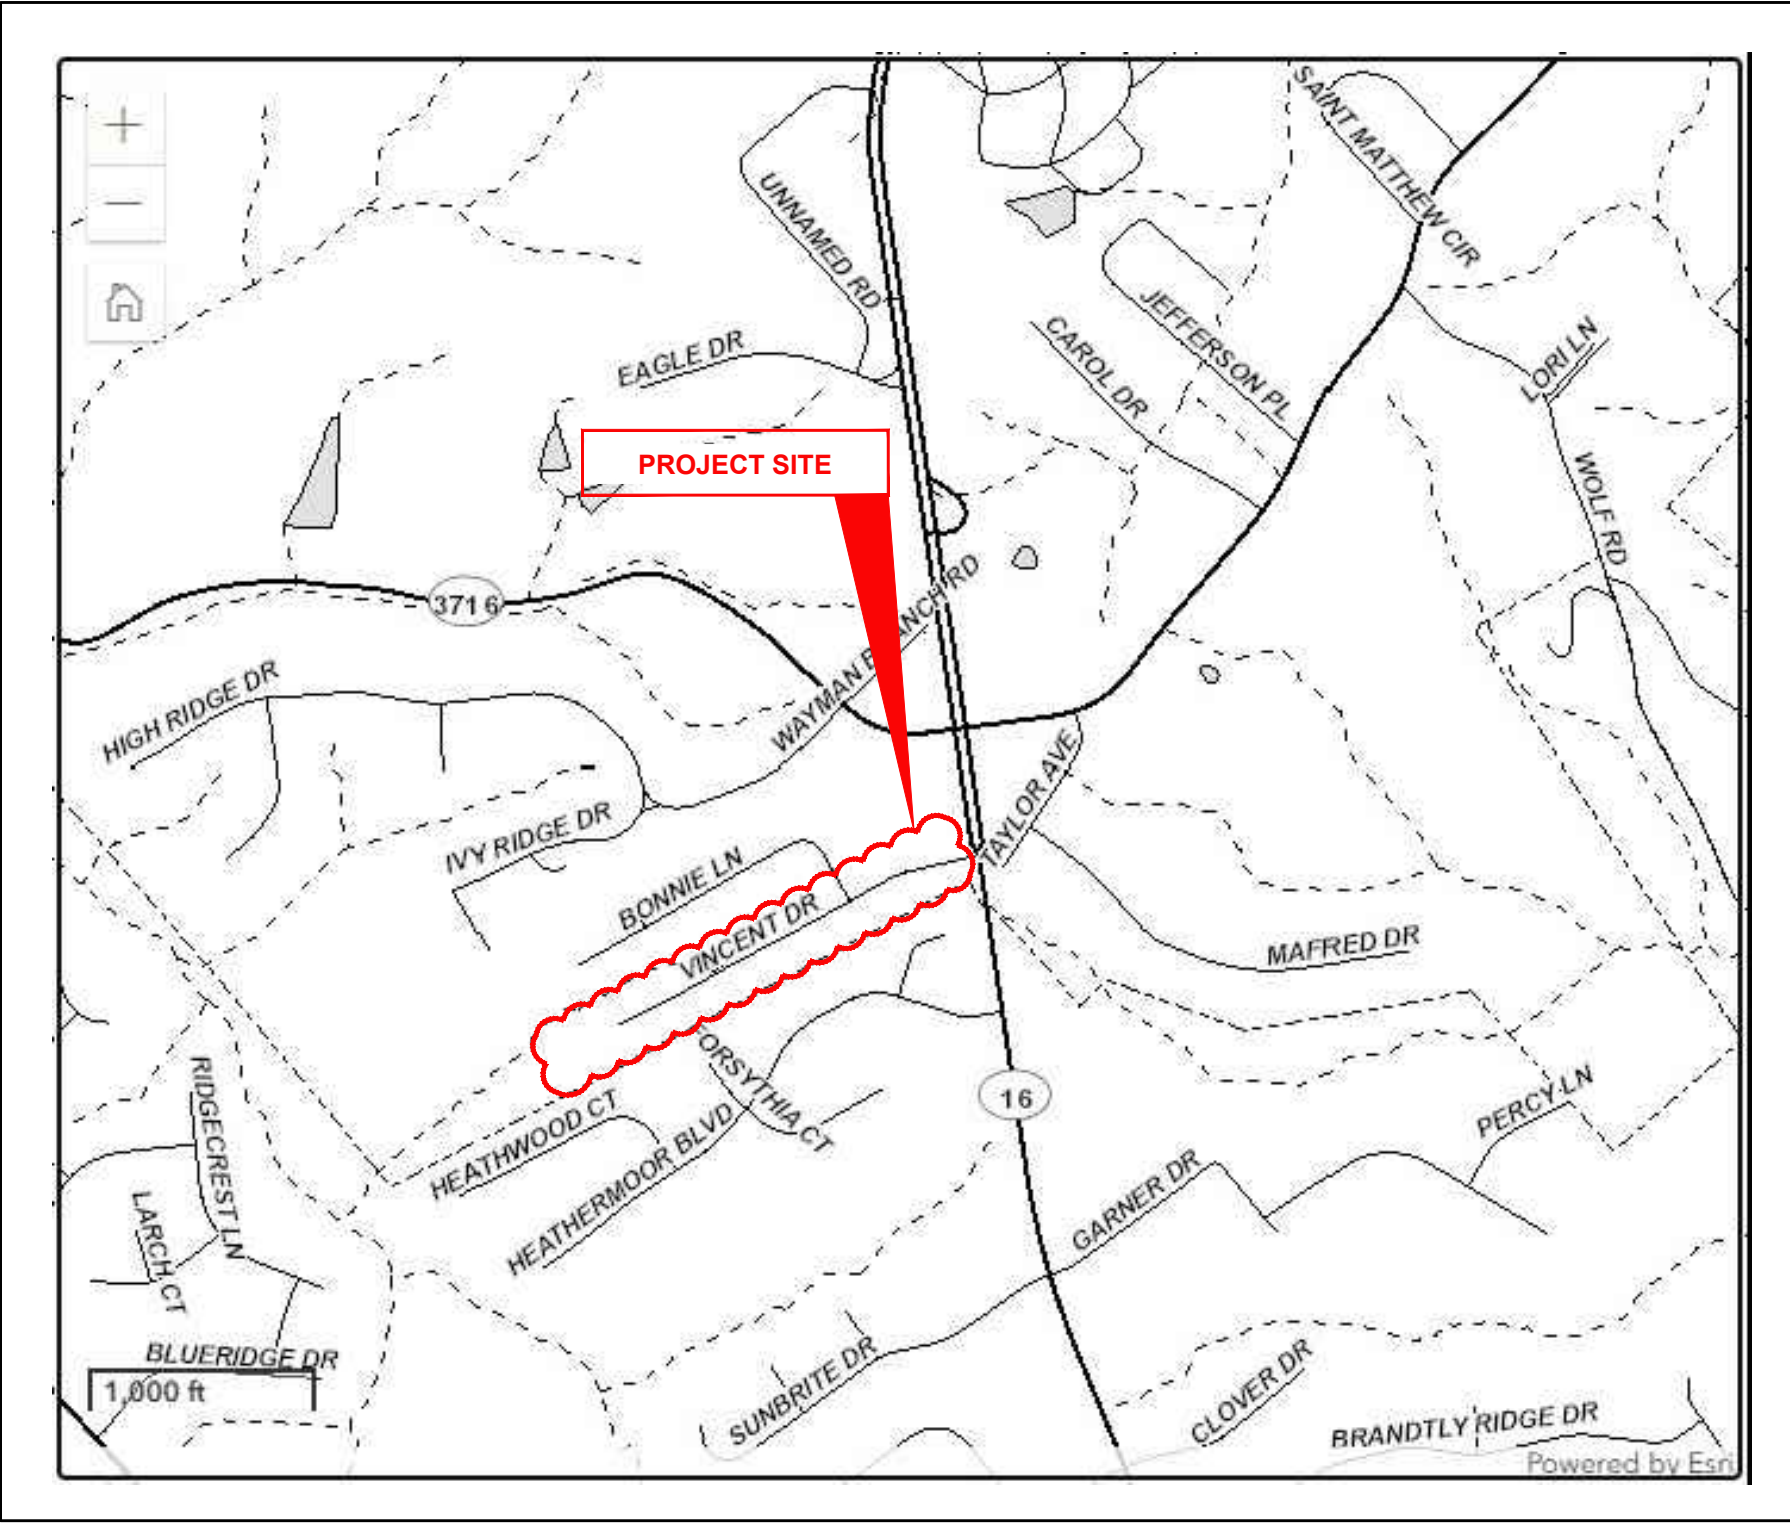 SAINT MATTHEW CIR
UNNAMED RD
JEFFERSON PL
CAROL DR
EAGLE DR
LORI LN
PROJECT SITE
WOLF RD
3716
WAYMAN B ANCH RD
HIGH RIDGE DR
TAYLOR AVE
IVY RIDGE DR
BONNIE LN
VINCENT DR
MAFRED DR
FORSYTHIA CT
16
PERCY LN
RIDGECREST LN
HEATHWOOD CT
HEATHERMOOR BLVD
GARNER DR
LARCH CT
BLUERIDGE DR
1,000 ft
SUNBRITE DR
CLOVER DR
BRANDTLY RIDGE DR
Powered by Esri